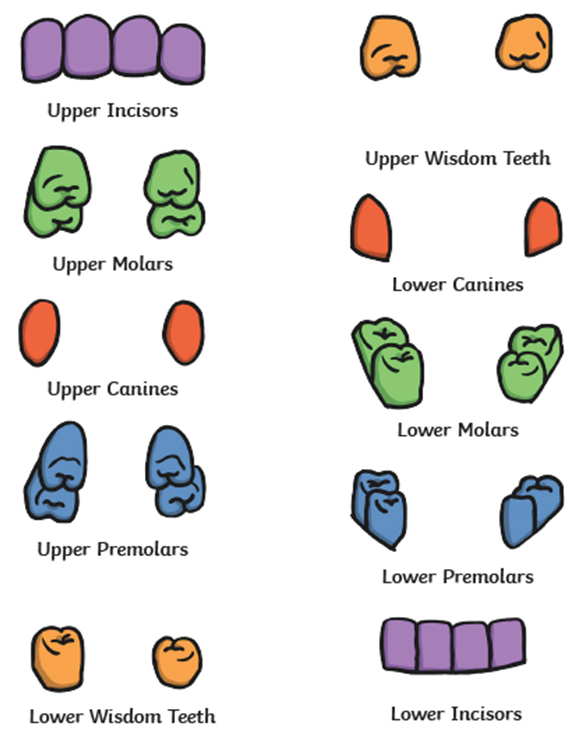 Upper Incisors
Upper Molars
Upper Canines
Upper Premolars
Lower Wisdom Teeth
Upper Wisdom Teeth
Lower Canines
Lower Molars
Lower Premolars
Lower Incisors